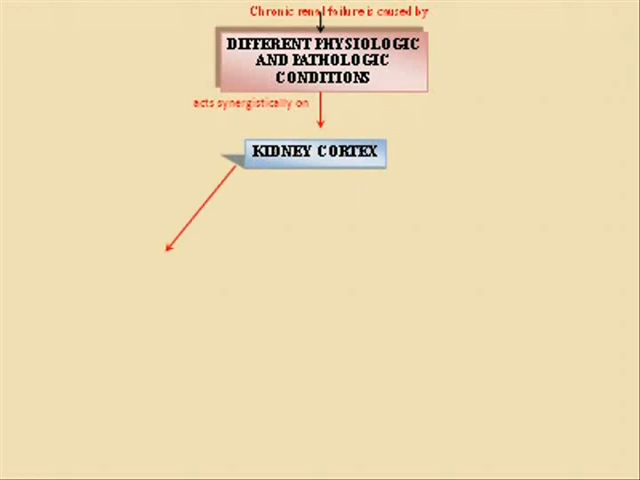 Chronic renal failure is caused by
DIFFERENT PHYSIOLOGIC
AND PATHOLOGIC
CONDITIONS
acts synergistically on
KIDNEY CORTEX